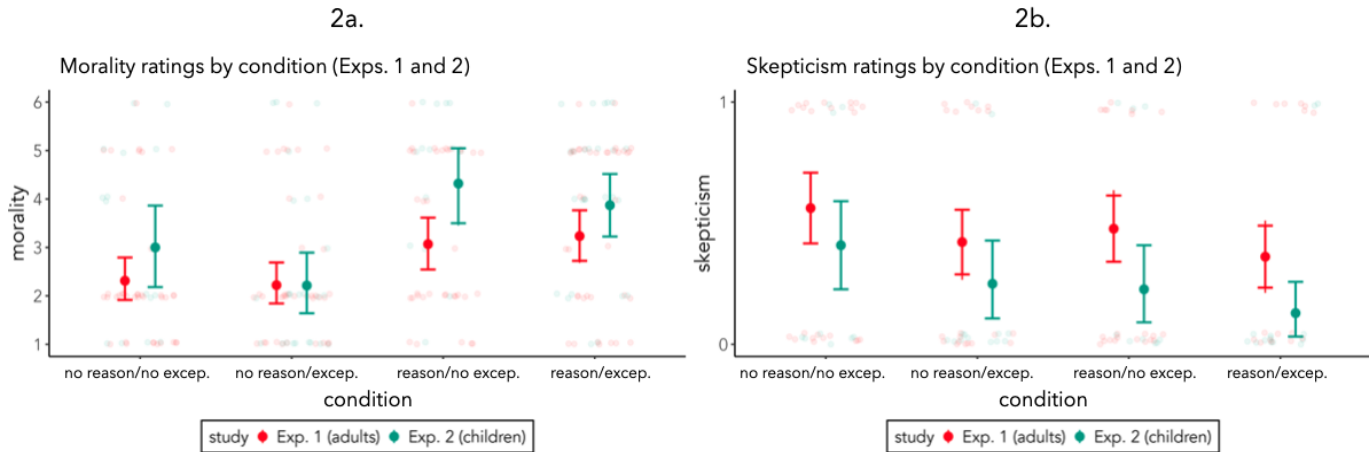 2a.
Morality ratings by condition (Exps. 1 and 2)
6
5
4
3
2
1
morality
no reason/no excep. no reason/excep. reason/no excep. reason/excep.
condition
study Exp. 1 (adults) Exp. 2 (children)
2b.
Skepticism ratings by condition (Exps. 1 and 2)
1
0
skepticism
no reason/no excep. no reason/excep. reason/no excep. reason/excep.
condition
study Exp. 1 (adults) Exp. 2 (children)